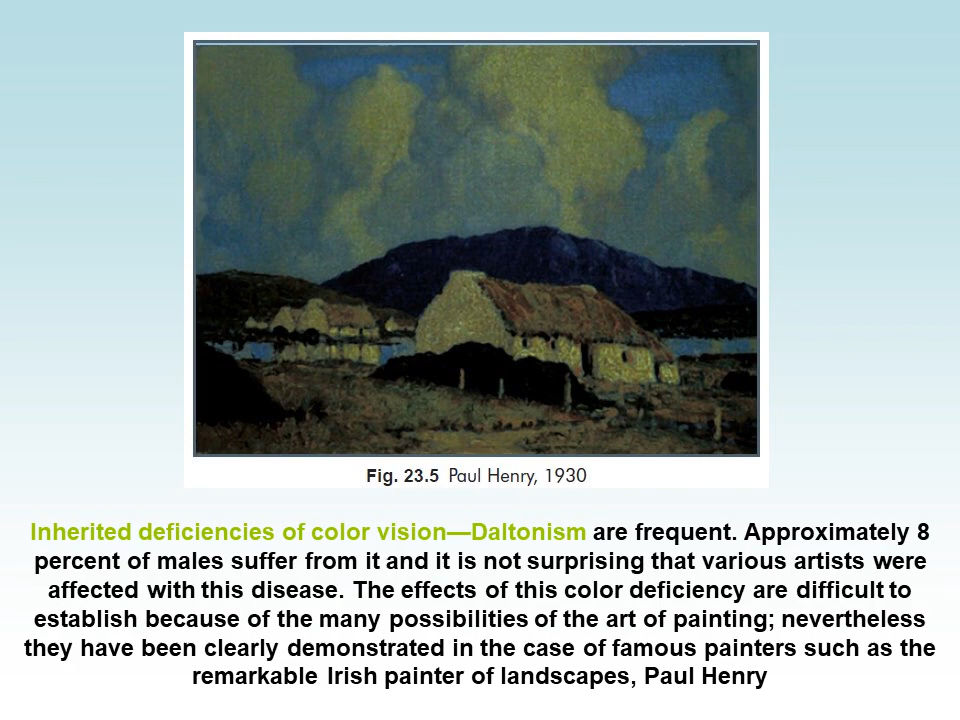 Fig. 23.5 Paul Henry, 1930
Inherited deficiencies of color vision—Daltonism are frequent. Approximately 8
percent of males suffer from it and it is not surprising that various artists were
affected with this disease. The effects of this color deficiency are difficult to
establish because of the many possibilities of the art of painting; nevertheless
they have been clearly demonstrated in the case of famous painters such as the
remarkable Irish painter of landscapes, Paul Henry